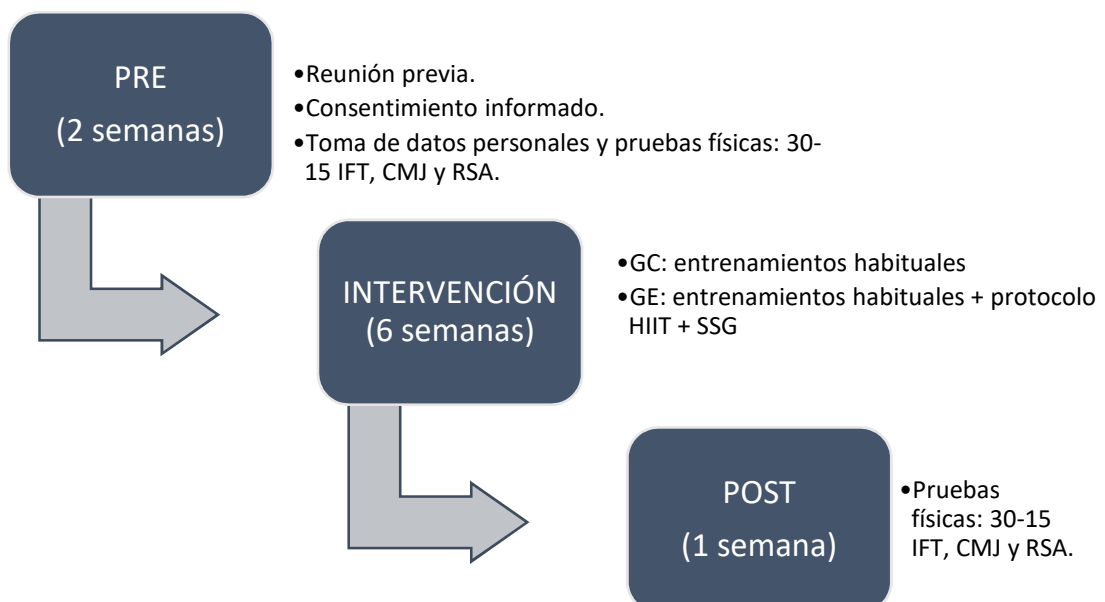 PRE
(2 semanas)
•Reunión previa.
•Consentimiento informado.
•Toma de datos personales y pruebas físicas: 30-
15 IFT, CMJ y RSA.
INTERVENCIÓN
(6 semanas)
•GC: entrenamientos habituales
•GE: entrenamientos habituales + protocolo
HIIT + SSG
POST
(1 semana)
•Pruebas
físicas: 30-15
IFT, CMJ y RSA.